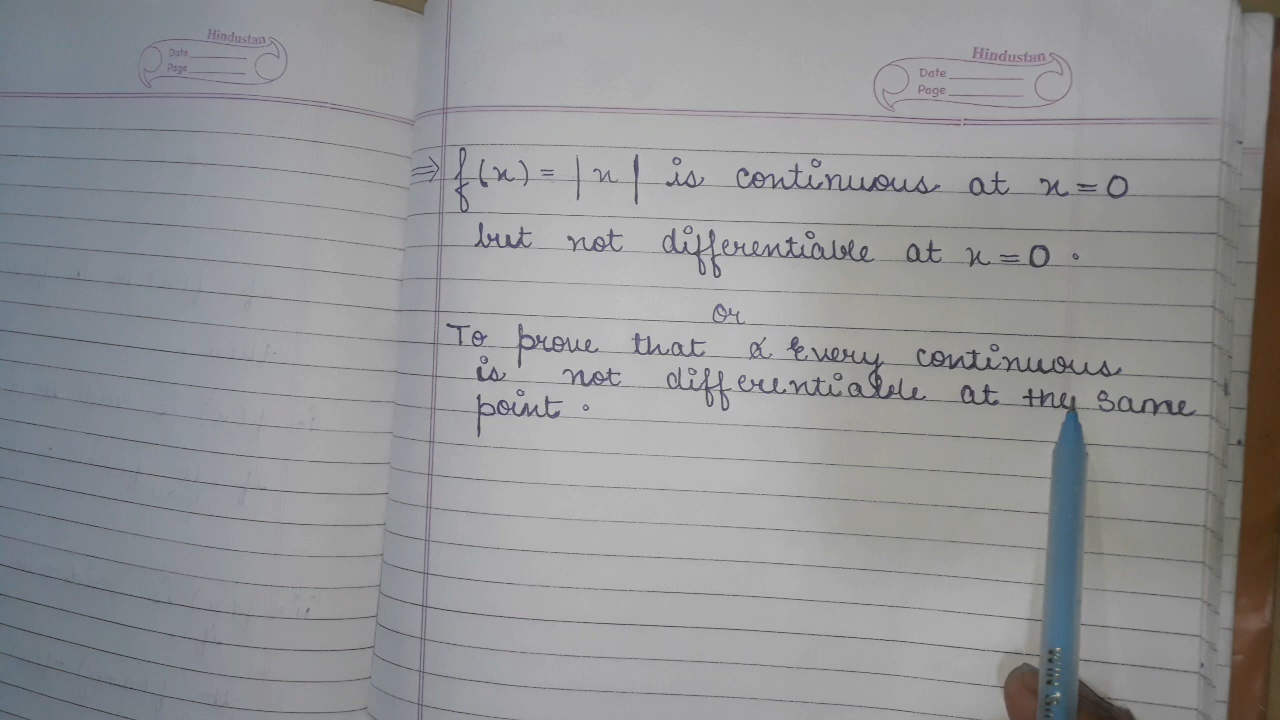 Hindustan
Date
Page
Hindustan
Date
Page
⇒ f(x) = |x| is continuous at x = 0
but not differentiable at x = 0 .
or
To prove that every continuous
is not differentiable at the same
point .